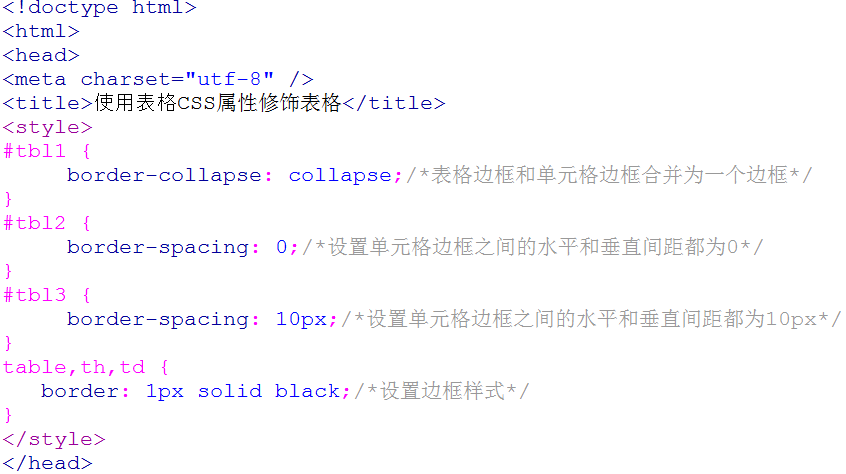 <!doctype html>
<html>
<head>
<meta charset="utf-8" />
<title>使用表格CSS属性修饰表格</title>
<style>
#tbl1 {
     border-collapse: collapse;/*表格边框和单元格边框合并为一个边框*/
}
#tbl2 {
     border-spacing: 0;/*设置单元格边框之间的水平和垂直间距都为0*/
}
#tbl3 {
     border-spacing: 10px;/*设置单元格边框之间的水平和垂直间距都为10px*/
}
table,th,td {
   border: 1px solid black;/*设置边框样式*/
}
</style>
</head>